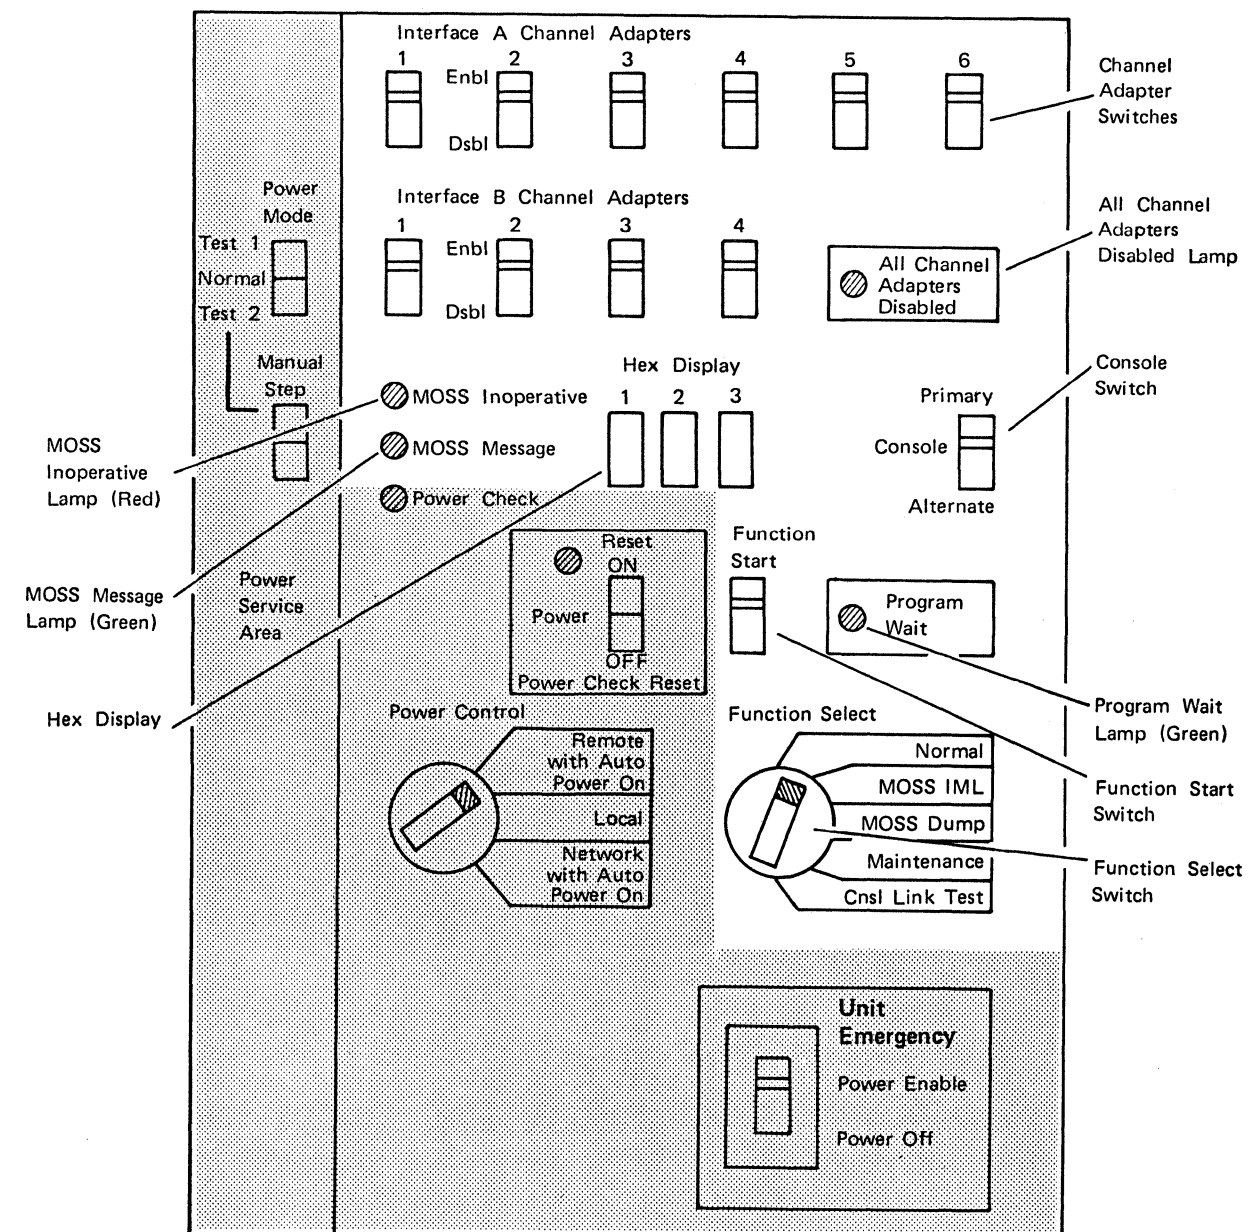 Interface A Channel Adapters
1 2 3 4 5 6
Enbl
Dsbl
Channel
Adapter
Switches
Power
Mode
Test 1
Normal
Test 2
Interface B Channel Adapters
1 2 3 4
Enbl
Dsbl
All Channel
Adapters
Disabled
All Channel
Adapters
Disabled Lamp
Manual
Step
MOSS Inoperative
MOSS Message
Power Check
Hex Display
1 2 3
Primary
Console
Alternate
Console
Switch
MOSS
Inoperative
Lamp (Red)
MOSS Message
Lamp (Green)
Hex Display
Power
Service
Area
Reset
ON
Power
OFF
Power Check Reset
Function
Start
Program
Wait
Program Wait
Lamp (Green)
Function Start
Switch
Function Select
Switch
Power Control
Remote
with Auto
Power On
Local
Network
with Auto
Power On
Function Select
Normal
MOSS IML
MOSS Dump
Maintenance
Cnsl Link Test
Unit
Emergency
Power Enable
Power Off